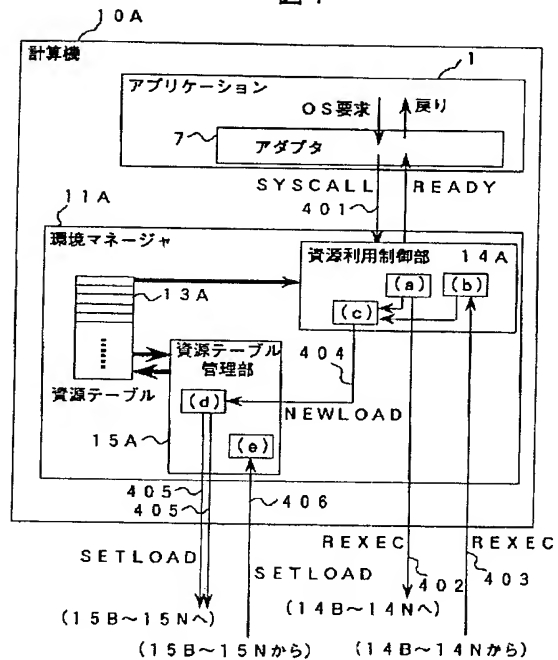 10A
計算機
1
アプリケーション
OS要求
戻り
7
アダプタ
SYSCALL
READY
401
11A
環境マネージャ
資源利用制御部
14A
13A
(a)
(b)
(c)
資源テーブル
管理部
404
資源テーブル
(d)
NEWLOAD
15A
(e)
405
405
406
SETLOAD
SETLOAD
REXEC
402
REXEC
403
(15B~15Nへ)
(14B~14Nへ)
(15B~15Nから)
(14B~14Nから)